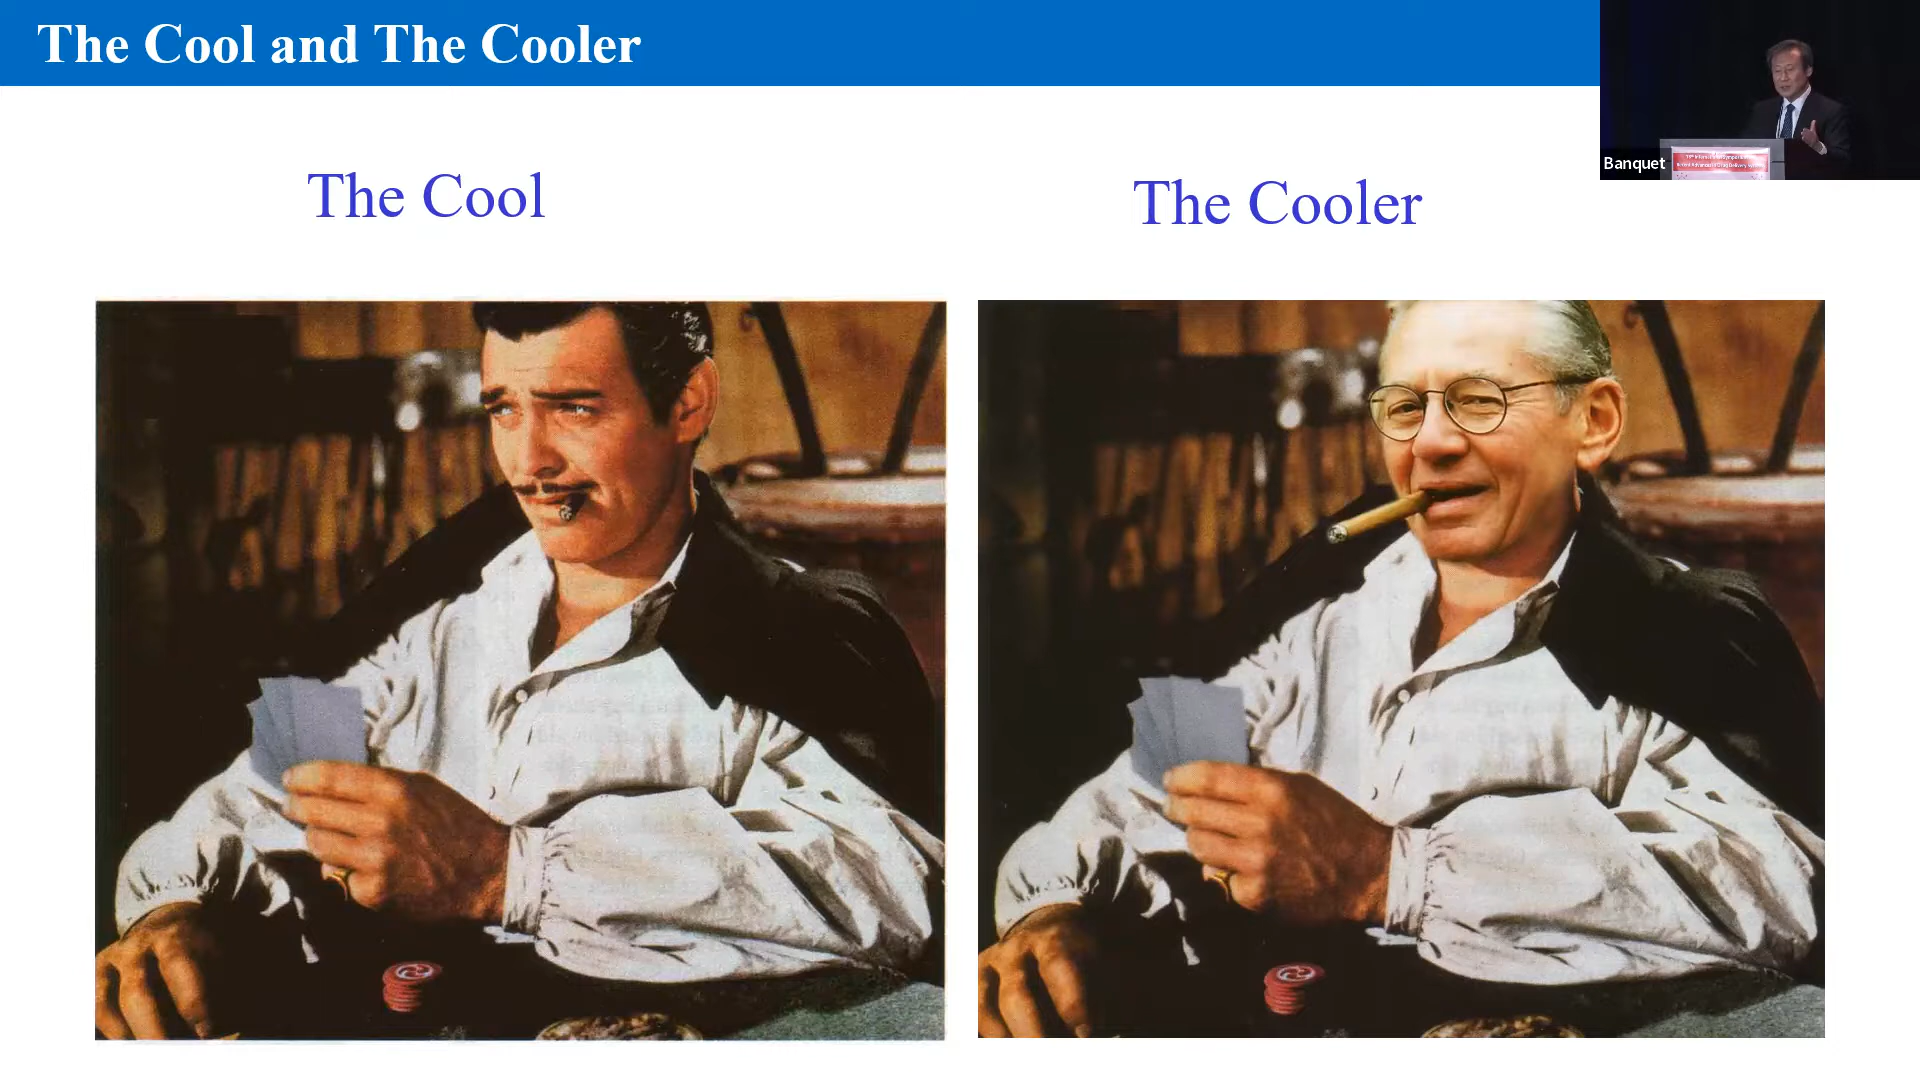 The Cool and The Cooler
Banquet
The Cool
The Cooler